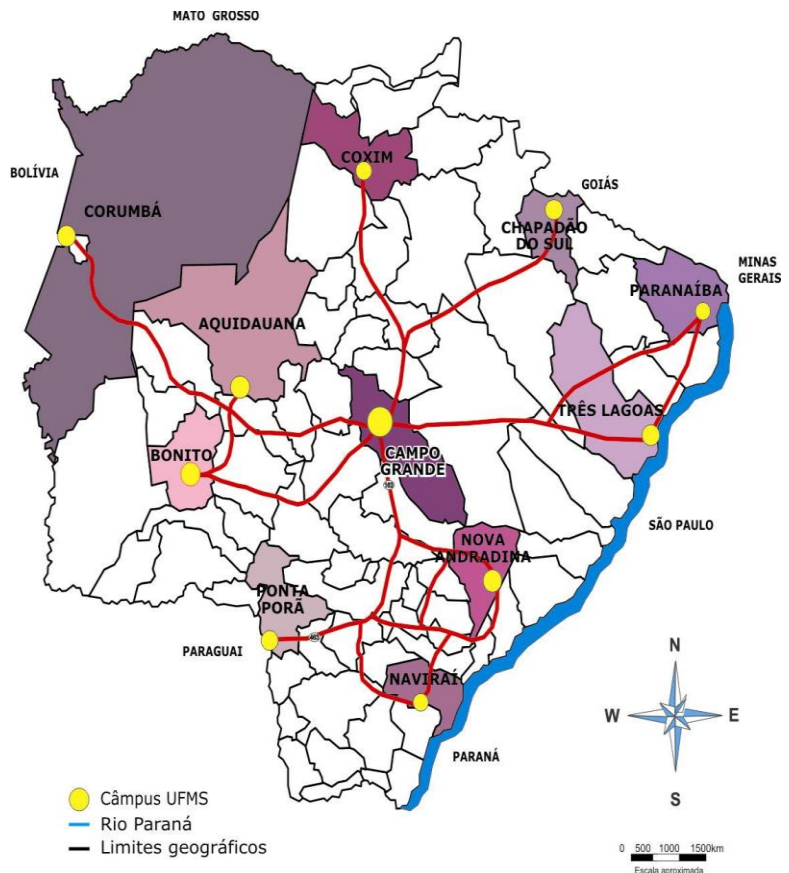 MATO GROSSO
COXIM
BOLÍVIA
GOIÁS
CORUMBÁ
CHAPADÃO
DO SUL
MINAS
GERAIS
PARANAÍBA
AQUIDAUANA
TRÊS LAGOAS
BONITO
CAMPO
GRANDE
163
SÃO PAULO
NOVA
ANDRADINA
PONTA
PORÃ
463
PARAGUAI
NAVIRAÍ
N
W
E
S
PARANÁ
Câmpus UFMS
Rio Paraná
Limites geográficos
0 500 1000 1500km
Escala aproximada